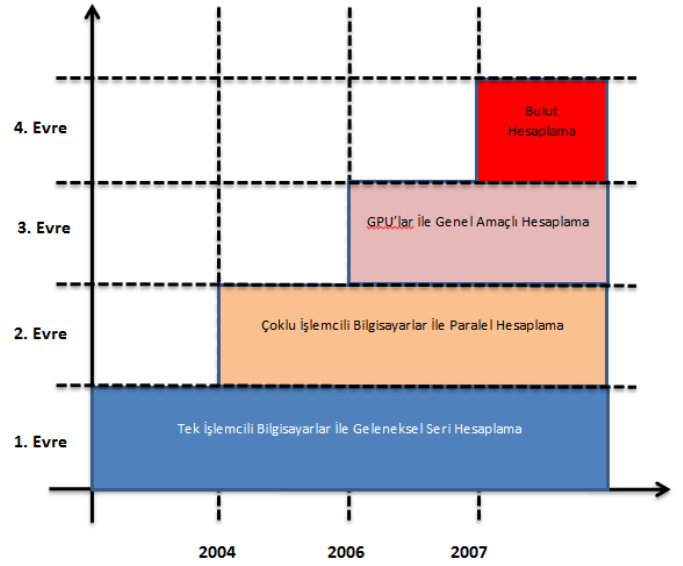 4. Evre
Bulut
Hesaplama
3. Evre
GPU'lar İle Genel Amaçlı Hesaplama
2. Evre
Çoklu İşlemcili Bilgisayarlar İle Paralel Hesaplama
1. Evre
Tek İşlemcili Bilgisayarlar İle Geleneksel Seri Hesaplama
2004 2006 2007